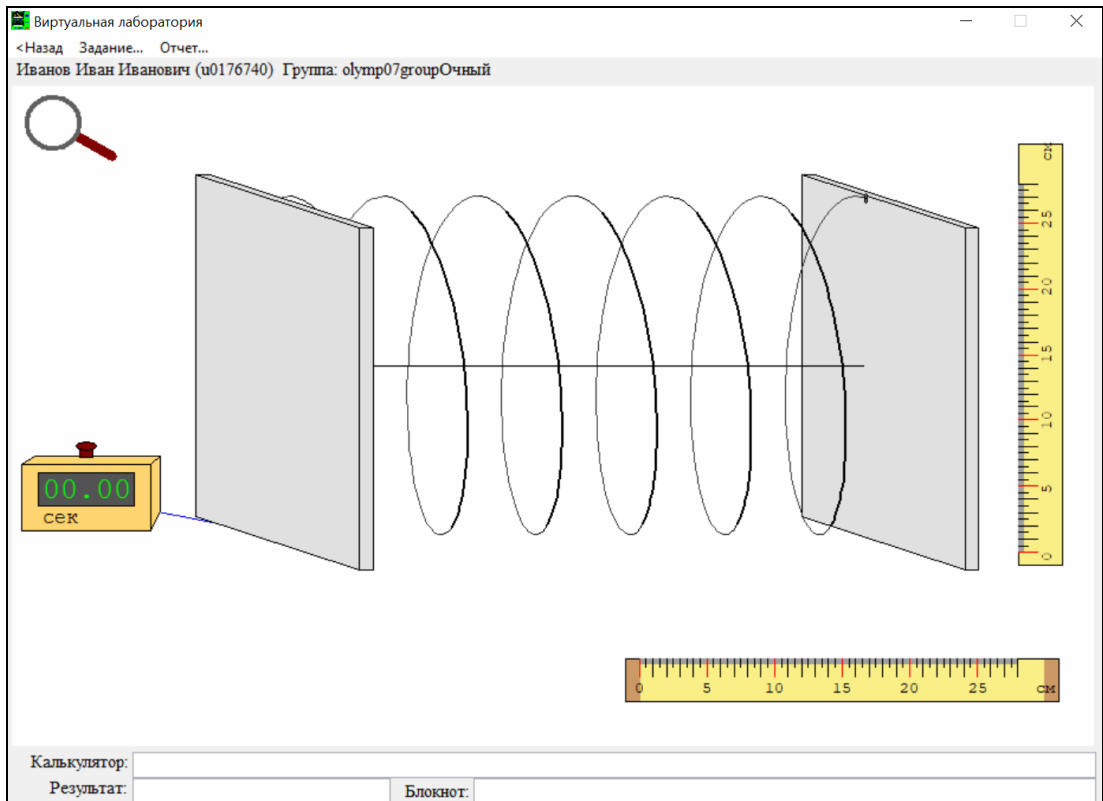 Виртуальная лаборатория
<Назад Задание... Отчет...
Иванов Иван Иванович (u0176740) Группа: olymp07groupОчный
см
25
20
15
10
5
0
00.00
сек
0 5 10 15 20 25 см
Калькулятор:
Результат: Блокнот: